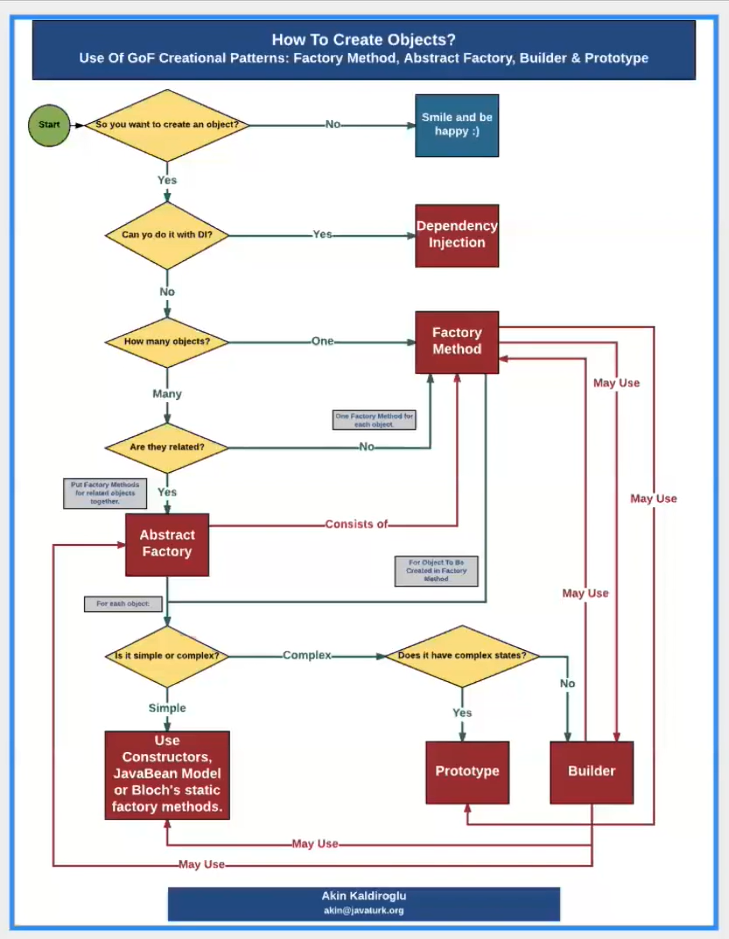 How To Create Objects?
Use Of GoF Creational Patterns: Factory Method, Abstract Factory, Builder & Prototype
Start
So you want to create an object?
No
Smile and be
happy :)
Yes
Can yo do it with DI?
Yes
Dependency
Injection
No
How many objects?
One
Factory
Method
May Use
Many
One Factory Method for
each object.
Are they related?
No
Put Factory Methods
for related objects
together.
Yes
May Use
Abstract
Factory
Consists of
For Object To Be
Created in Factory
Method
For each object:
May Use
Is it simple or complex?
Complex
Does it have complex states?
No
Simple
Yes
Use
Constructors,
JavaBean Model
or Bloch's static
factory methods.
Prototype
Builder
May Use
May Use
Akin Kaldiroglu
akin@javaturk.org